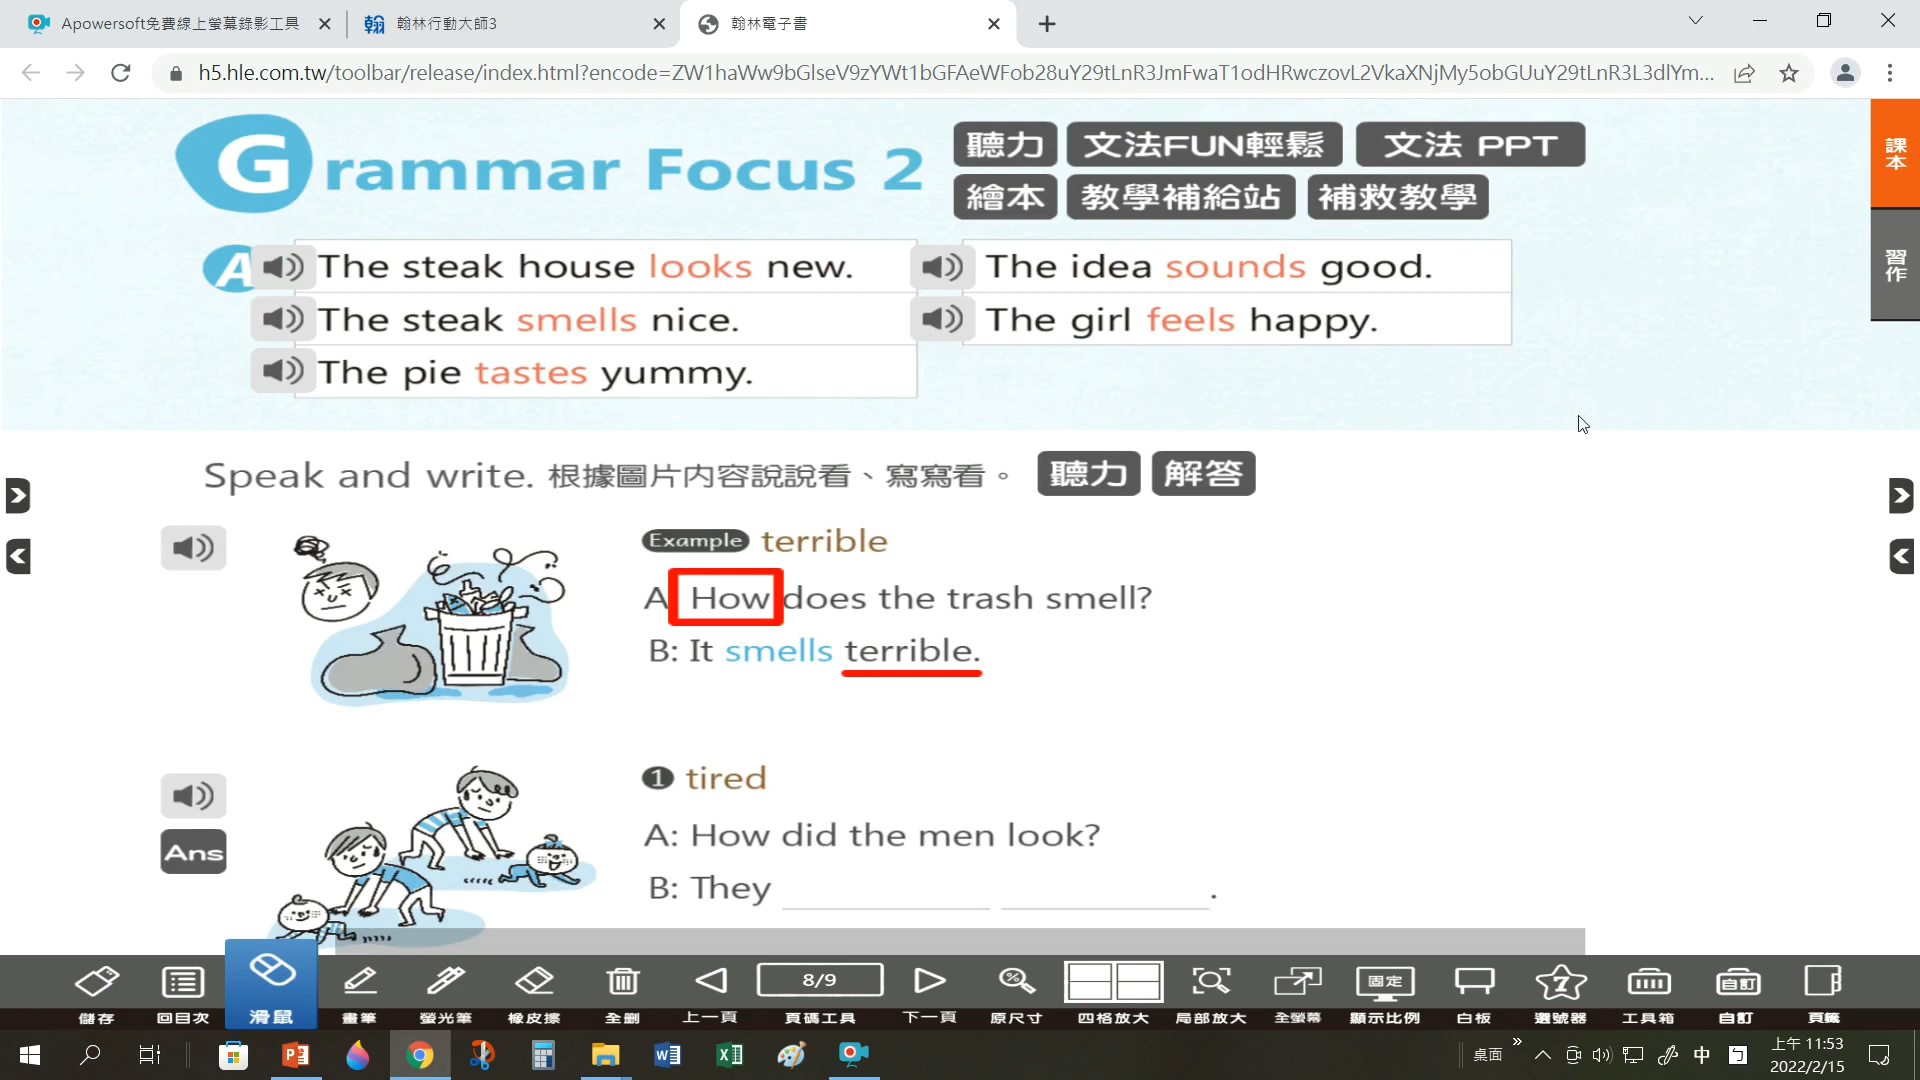 Apowersoft免費線上螢幕錄影工具
翰 翰林行動大師3
翰林電子書
h5.hle.com.tw/toolbar/release/index.html?encode=ZW1haWw9bGlseV9zYWt1bGFAeWFob28uY29tLnR3JmFwaT1odHRwczovL2VkaXNjMy5obGUuY29tLnR3L3dlYm...
Grammar Focus 2
聽力 文法FUN輕鬆 文法 PPT
繪本 教學補給站 補救教學
課本
習作
A The steak house looks new.
The idea sounds good.
The steak smells nice.
The girl feels happy.
The pie tastes yummy.
Speak and write. 根據圖片內容說說看、寫寫看。 聽力 解答
Example terrible
A How does the trash smell?
B: It smells terrible.
1 tired
Ans
A: How did the men look?
B: They ____ ____.
8/9
固定
7
自訂
儲存 回目次 滑鼠 畫筆 螢光筆 橡皮擦 全刪 上一頁 頁碼工具 下一頁 原尺寸 四格放大 局部放大 全螢幕 顯示比例 白板 選號器 工具箱 自訂 頁籤
桌面 中 ㄅ
上午 11:53
2022/2/15